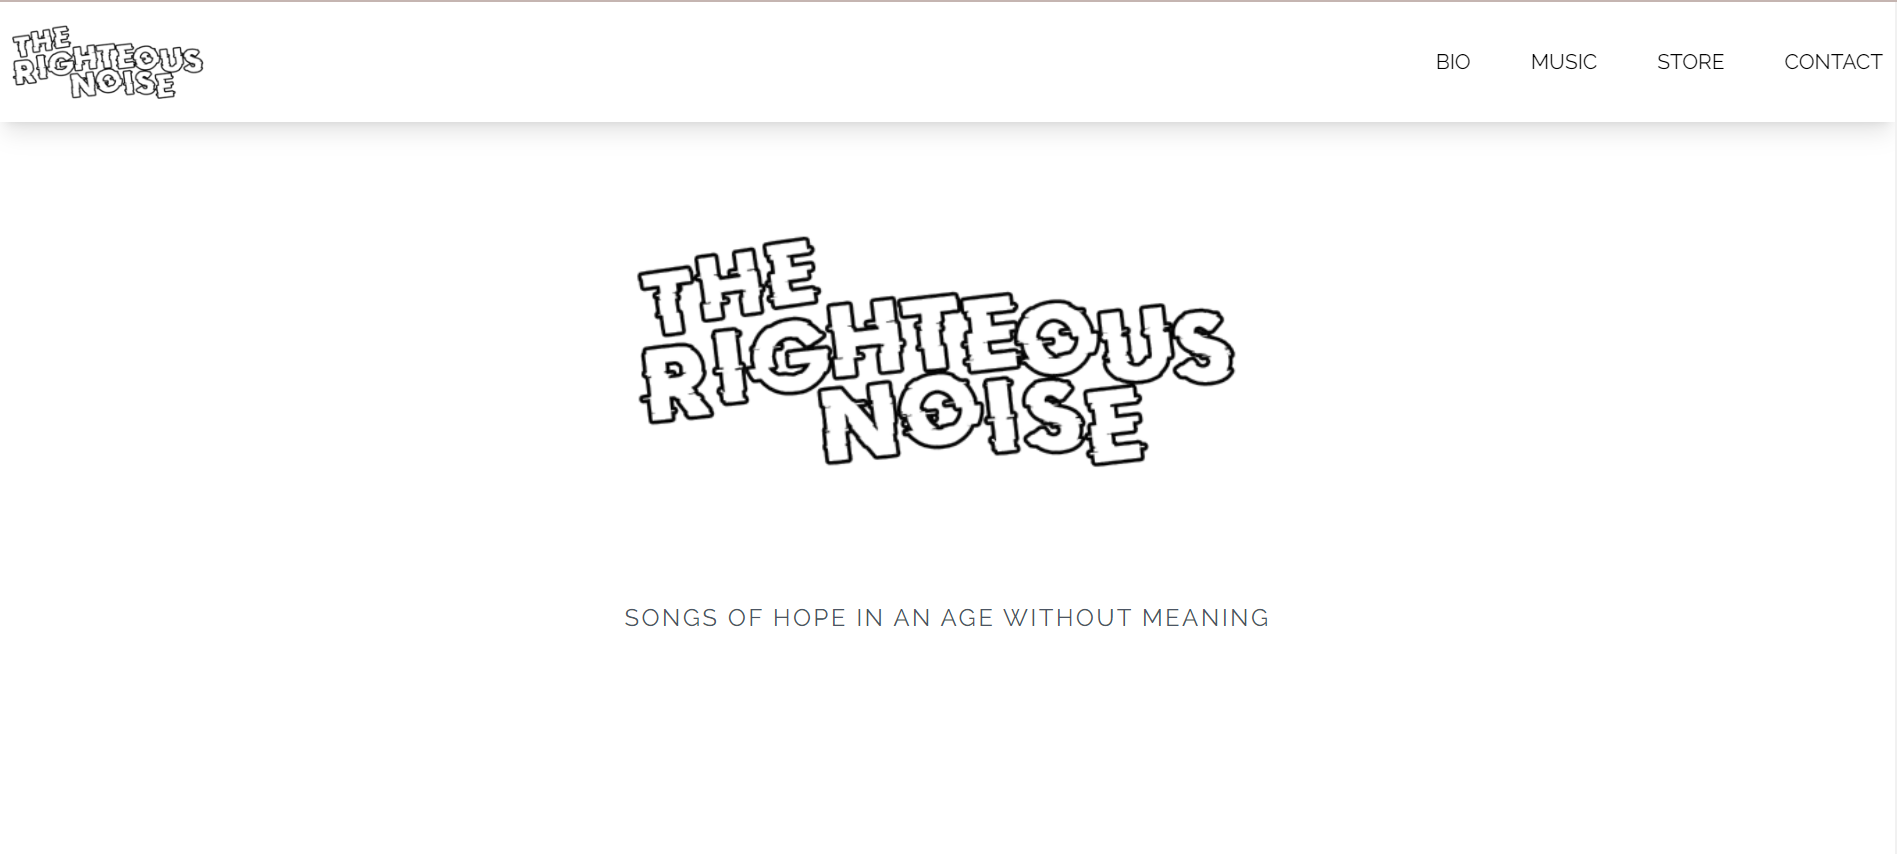 THE
RIGHTEOUS
NOISE
BIO MUSIC STORE CONTACT
THE
RIGHTEOUS
NOISE
SONGS OF HOPE IN AN AGE WITHOUT MEANING